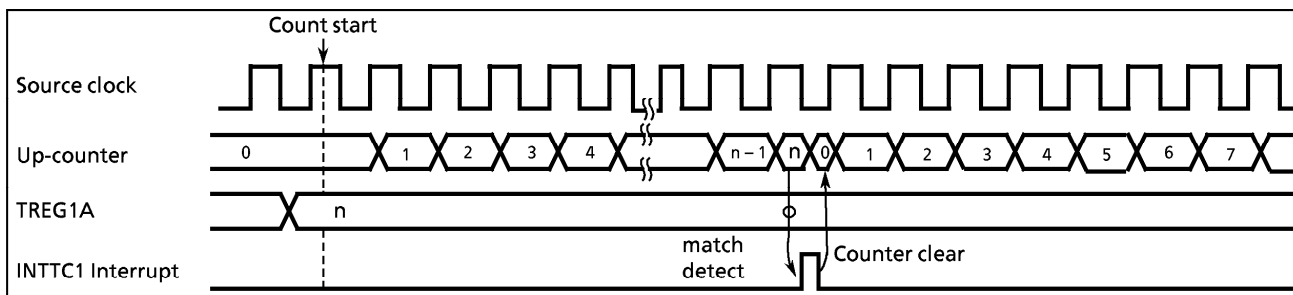 Count start
Source clock
Up-counter 0 1 2 3 4 n – 1 n 0 1 2 3 4 5 6 7
TREG1A n
match
detect
Counter clear
INTTC1 Interrupt